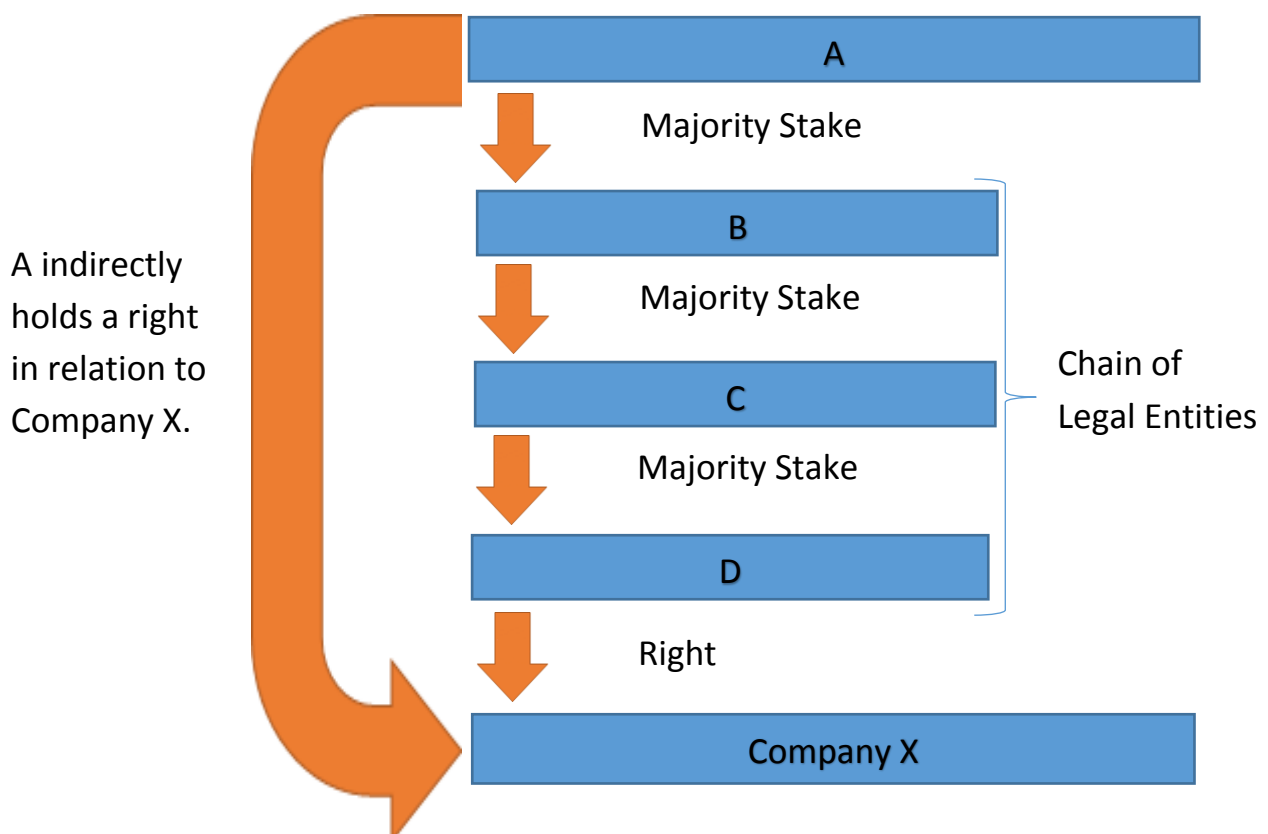 A
Majority Stake
B
A indirectly
holds a right
in relation to
Company X.
Majority Stake
Chain of
Legal Entities
C
Majority Stake
D
Right
Company X